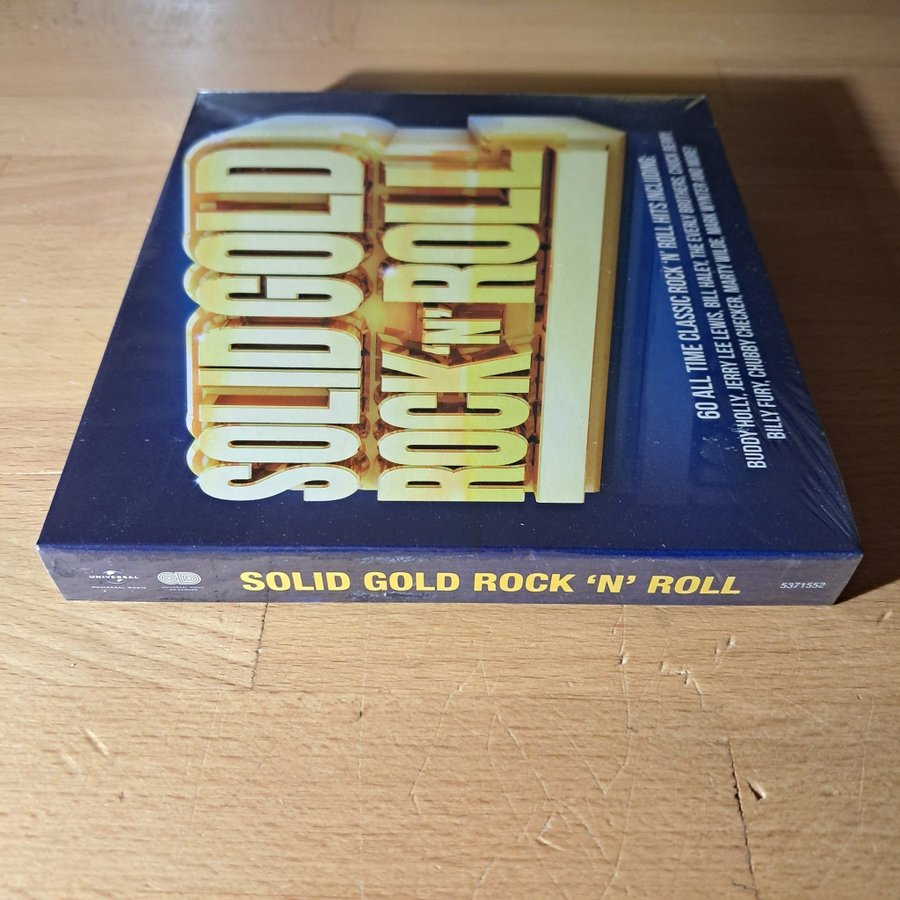 SOLID GOLD
ROCK 'N' ROLL
60 ALL TIME CLASSIC ROCK 'N' ROLL HITS INCLUDING:
BUDDY HOLLY, JERRY LEE LEWIS, BILL HALEY, THE EVERLY BROTHERS, CHUCK BERRY,
BILLY FURY, CHUBBY CHECKER, MARTY WILDE, MARK WYNTER AND MORE!
UNIVERSAL
UNIVERSAL MUSIC
SOLID GOLD ROCK ‘N’ ROLL
5371552